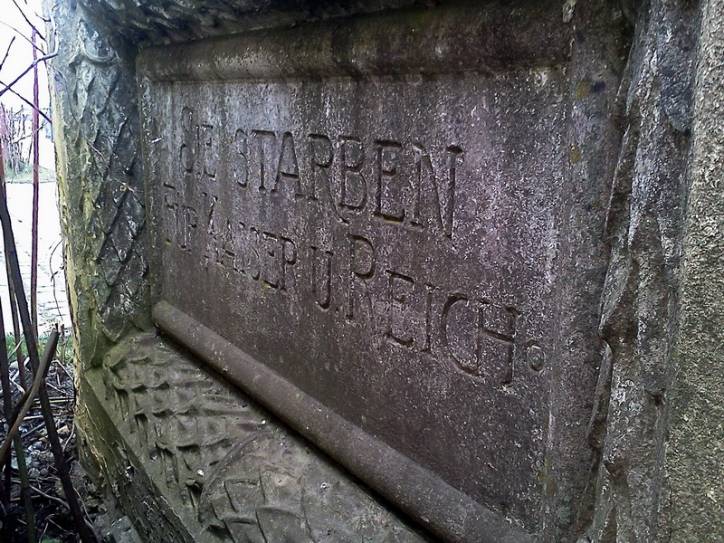 SIE STARBEN
FÜR KAISER U. REICH.